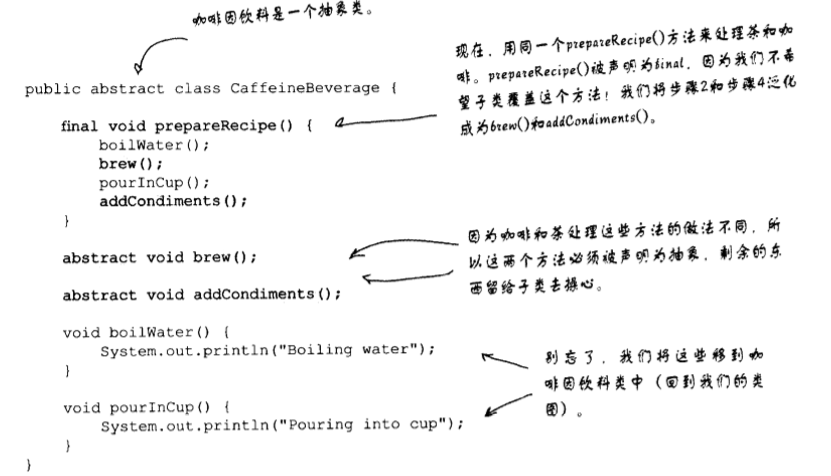 咖啡因饮料是一个抽象类。
现在，用同一个prepareRecipe()方法来处理茶和咖
啡。prepareRecipe()被声明为final，因为我们不希
望子类覆盖这个方法！我们将步骤2和步骤4泛化
成为brew()和addCondiments()。
public abstract class CaffeineBeverage {
final void prepareRecipe() {
boilWater();
brew();
pourInCup();
addCondiments();
}
因为咖啡和茶处理这些方法的做法不同，所
以这两个方法必须被声明为抽象，剩余的东
西留给子类去操心。
abstract void brew();
abstract void addCondiments();
void boilWater() {
System.out.println("Boiling water");
}
别忘了，我们将这些移到咖
啡因饮料类中（回到我们的类
图）。
void pourInCup() {
System.out.println("Pouring into cup");
}
}